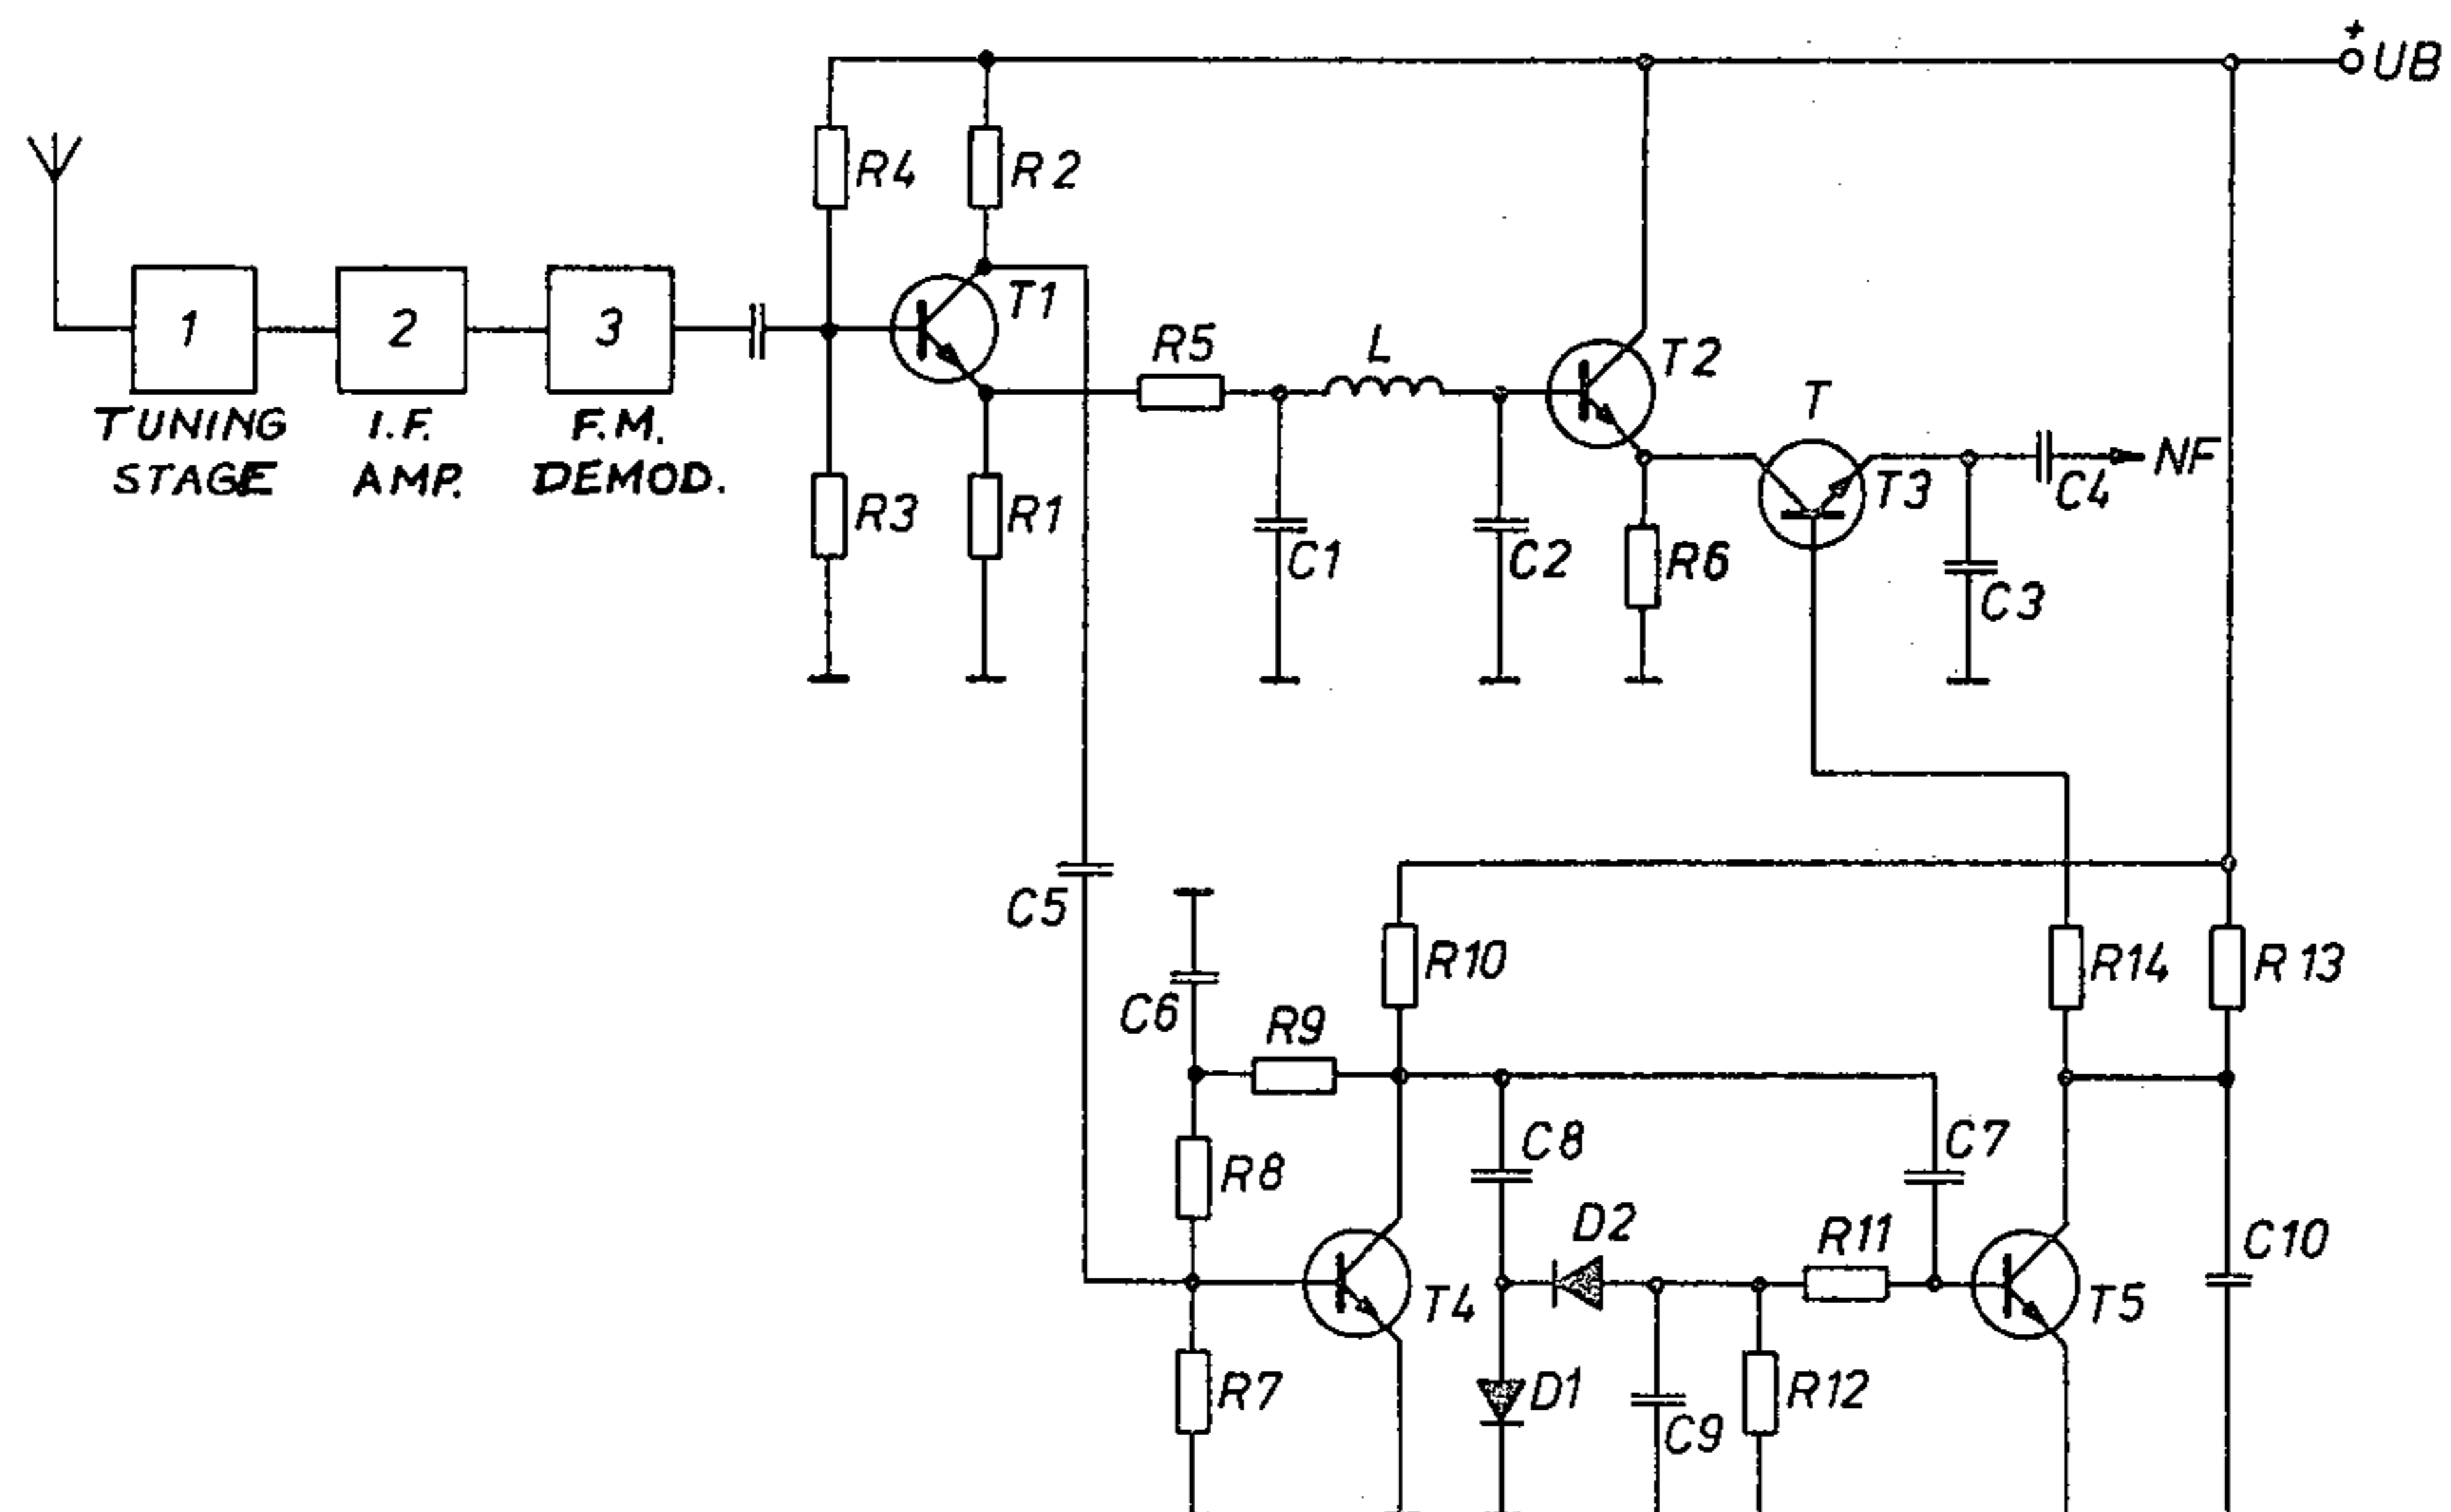 +
UB
R4
R2
T1
1
2
3
TUNING
STAGE
I.F.
AMP.
F.M.
DEMOD.
R3
R1
R5
L
T2
T
T3
C4
NF
C1
C2
R6
C3
C5
C6
R9
R10
R14
R13
R8
C8
C7
D2
R11
C10
T4
T5
R7
D1
C9
R12